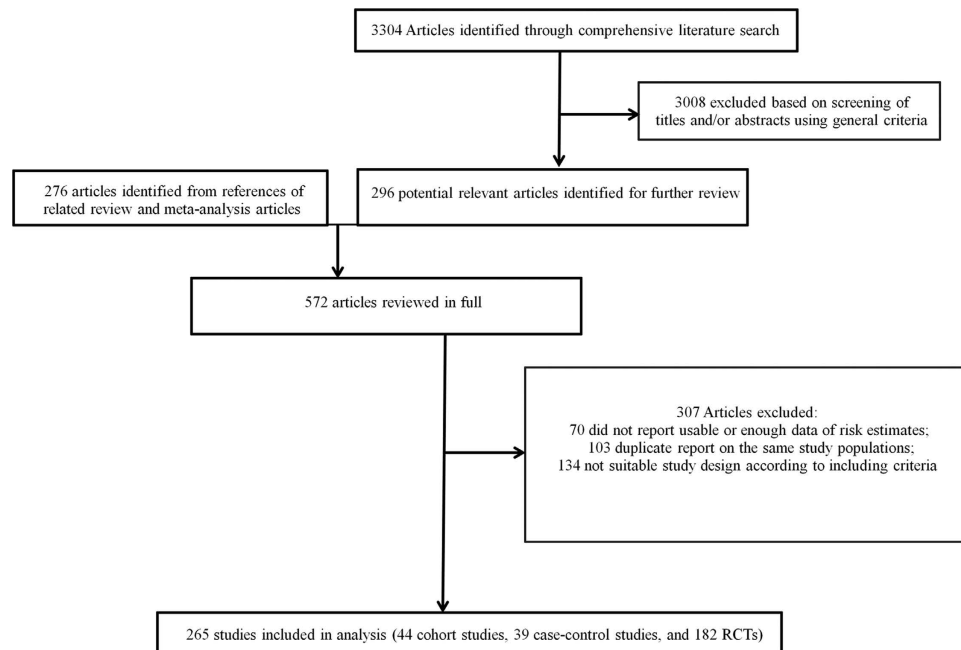 3304 Articles identified through comprehensive literature search
3008 excluded based on screening of
titles and/or abstracts using general criteria
276 articles identified from references of
related review and meta-analysis articles
296 potential relevant articles identified for further review
572 articles reviewed in full
307 Articles excluded:
70 did not report usable or enough data of risk estimates;
103 duplicate report on the same study populations;
134 not suitable study design according to including criteria
265 studies included in analysis (44 cohort studies, 39 case-control studies, and 182 RCTs)